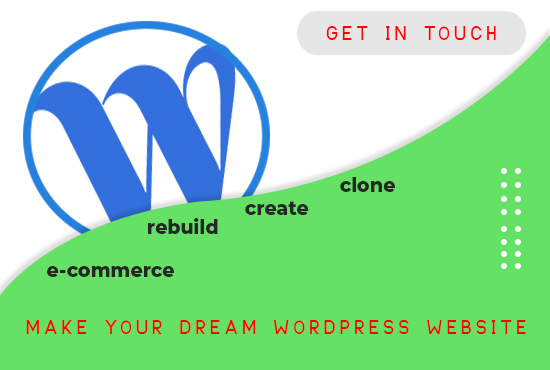 GET IN TOUCH
W
clone
create
rebuild
e-commerce
MAKE YOUR DREAM WORDPRESS WEBSITE